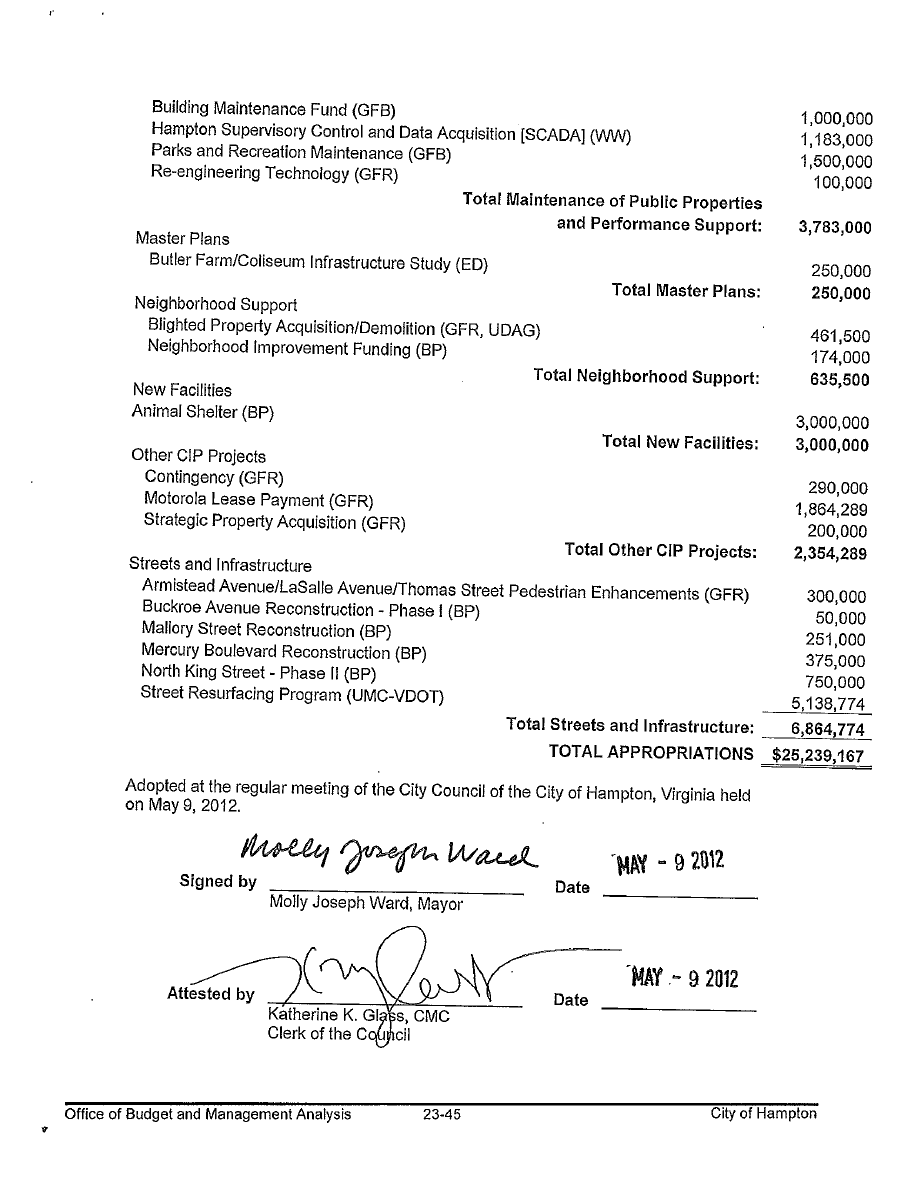 Building Maintenance Fund (GFB) 1,000,000
Hampton Supervisory Control and Data Acquisition [SCADA] (WW) 1,183,000
Parks and Recreation Maintenance (GFB) 1,500,000
Re-engineering Technology (GFR) 100,000
Total Maintenance of Public Properties
and Performance Support: 3,783,000
Master Plans
Butler Farm/Coliseum Infrastructure Study (ED) 250,000
Total Master Plans: 250,000
Neighborhood Support
Blighted Property Acquisition/Demolition (GFR, UDAG) 461,500
Neighborhood Improvement Funding (BP) 174,000
Total Neighborhood Support: 635,500
New Facilities
Animal Shelter (BP) 3,000,000
Total New Facilities: 3,000,000
Other CIP Projects
Contingency (GFR) 290,000
Motorola Lease Payment (GFR) 1,864,289
Strategic Property Acquisition (GFR) 200,000
Total Other CIP Projects: 2,354,289
Streets and Infrastructure
Armistead Avenue/LaSalle Avenue/Thomas Street Pedestrian Enhancements (GFR) 300,000
Buckroe Avenue Reconstruction - Phase I (BP) 50,000
Mallory Street Reconstruction (BP) 251,000
Mercury Boulevard Reconstruction (BP) 375,000
North King Street - Phase II (BP) 750,000
Street Resurfacing Program (UMC-VDOT) 5,138,774
Total Streets and Infrastructure: 6,864,774
TOTAL APPROPRIATIONS $25,239,167
Adopted at the regular meeting of the City Council of the City of Hampton, Virginia held
on May 9, 2012.
Molly Joseph Ward MAY - 9 2012
Signed by Date
Molly Joseph Ward, Mayor
MAY - 9 2012
Attested by Date
Katherine K. Glass, CMC
Clerk of the Council
Office of Budget and Management Analysis 23-45 City of Hampton